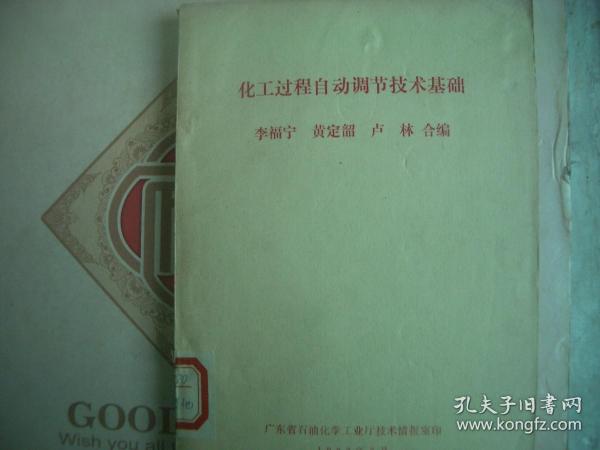 化工过程自动调节技术基础
李福宁 黄定韶 卢 林 合编
广东省石油化学工业厅技术情报室印
GOOD
Wish you all
孔夫子旧书网
www.kongfz.com